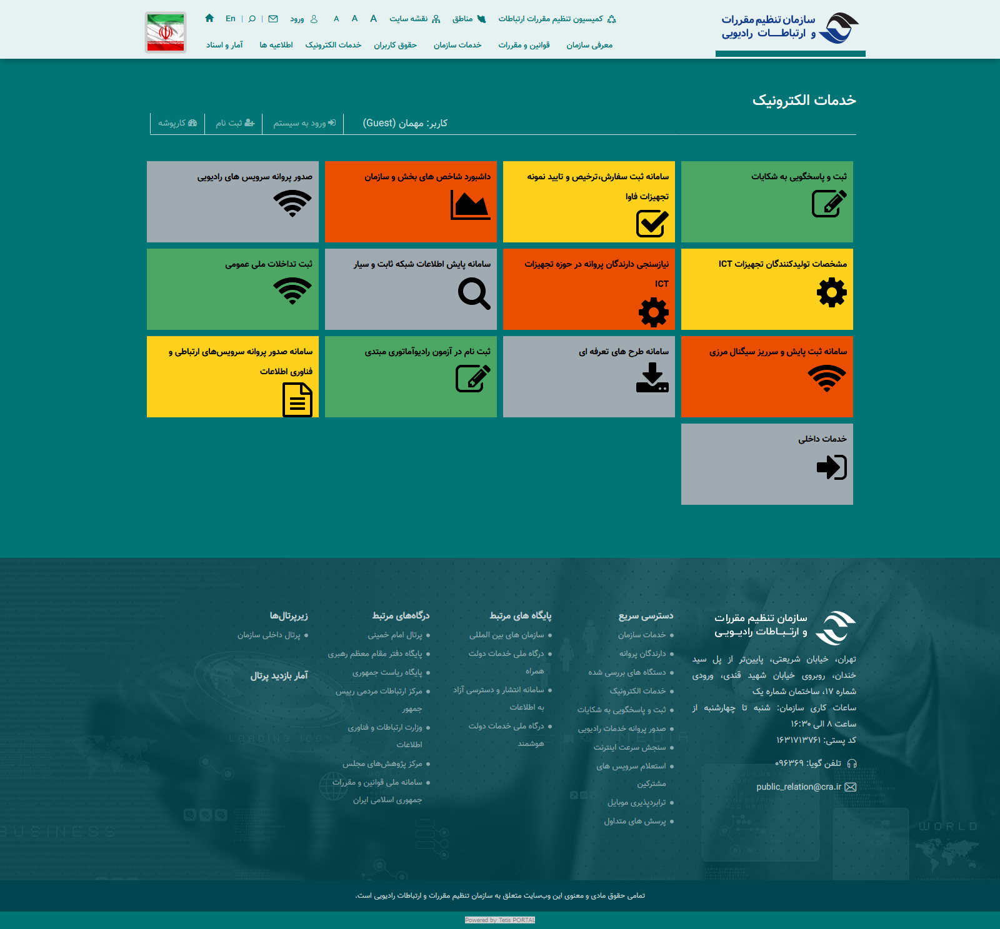 سازمان تنظیم مقررات
و ارتباطات رادیویی
کمیسیون تنظیم مقررات ارتباطات
مناطق
نقشه سایت
A
A
A
ورود
En
معرفی سازمان
قوانین و مقررات
خدمات سازمان
حقوق کاربران
خدمات الکترونیک
اطلاعیه ها
آمار و اسناد
خدمات الکترونیک
کاربر: مهمان (Guest)
ورود به سیستم
ثبت نام
کارپوشه
ثبت و پاسخگویی به شکایات
سامانه ثبت سفارش،ترخیص و تایید نمونه
تجهیزات فاوا
داشبورد شاخص های بخش و سازمان
صدور پروانه سرویس های رادیویی
مشخصات تولیدکنندگان تجهیزات ICT
نیازسنجی دارندگان پروانه در حوزه تجهیزات
ICT
سامانه پایش اطلاعات شبکه ثابت و سیار
ثبت تداخلات ملی عمومی
سامانه ثبت پایش و سرریز سیگنال مرزی
سامانه طرح های تعرفه ای
ثبت نام در آزمون رادیوآماتوری مبتدی
سامانه صدور پروانه سرویس‌های ارتباطی و
فناوری اطلاعات
خدمات داخلی
سازمان تنظیم مقررات
و ارتباطات رادیویی
تهران، خیابان شریعتی، پایین‌تر از پل سید
خندان، روبروی خیابان شهید قندی، ورودی
شماره ۱۷، ساختمان شماره یک
ساعات کاری سازمان: شنبه تا چهارشنبه از
ساعت ۸ الی ۱۶:۳۰
کد پستی: ۱۶۳۱۷۱۳۷۶۱
تلفن گویا: ۰۹۶۳۶۹
public_relation@cra.ir
دسترسی سریع
خدمات سازمان
دارندگان پروانه
دستگاه های بررسی شده
خدمات الکترونیک
ثبت و پاسخگویی به شکایات
صدور پروانه خدمات رادیویی
سنجش سرعت اینترنت
استعلام سرویس های
مشترکین
ترابردپذیری موبایل
پرسش های متداول
پایگاه های مرتبط
سازمان های بین المللی
درگاه ملی خدمات دولت
همراه
سامانه انتشار و دسترسی آزاد
به اطلاعات
درگاه ملی خدمات دولت
هوشمند
درگاه‌های مرتبط
پرتال امام خمینی
پایگاه دفتر مقام معظم رهبری
پایگاه ریاست جمهوری
مرکز ارتباطات مردمی رییس
جمهور
وزارت ارتباطات و فناوری
اطلاعات
مرکز پژوهش‌های مجلس
سامانه ملی قوانین و مقررات
جمهوری اسلامی ایران
زیرپرتال‌ها
پرتال داخلی سازمان
آمار بازدید پرتال
LOADING 100%
MEDIA
BUSINESS
WORLD
تمامی حقوق مادی و معنوی این وب‌سایت متعلق به سازمان تنظیم مقررات و ارتباطات رادیویی است.
Powered by Tetis PORTAL